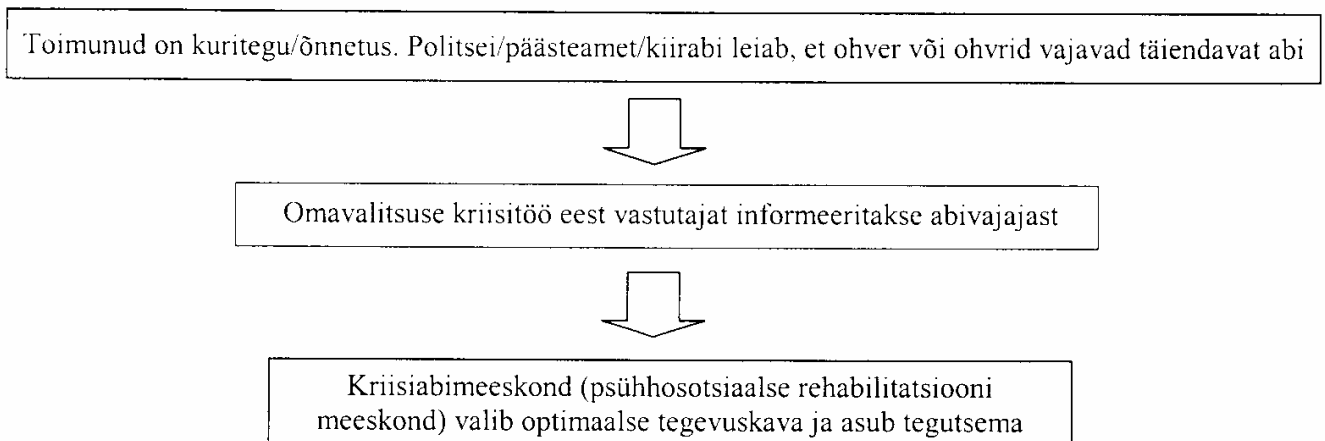 Toimunud on kuritegu/õnnetus. Politsei/päästeamet/kiirabi leiab, et ohver või ohvrid vajavad täiendavat abi
Omavalitsuse kriisitöö eest vastutajat informeeritakse abivajajast
Kriisiabimeeskond (psühhosotsiaalse rehabilitatsiooni
meeskond) valib optimaalse tegevuskava ja asub tegutsema